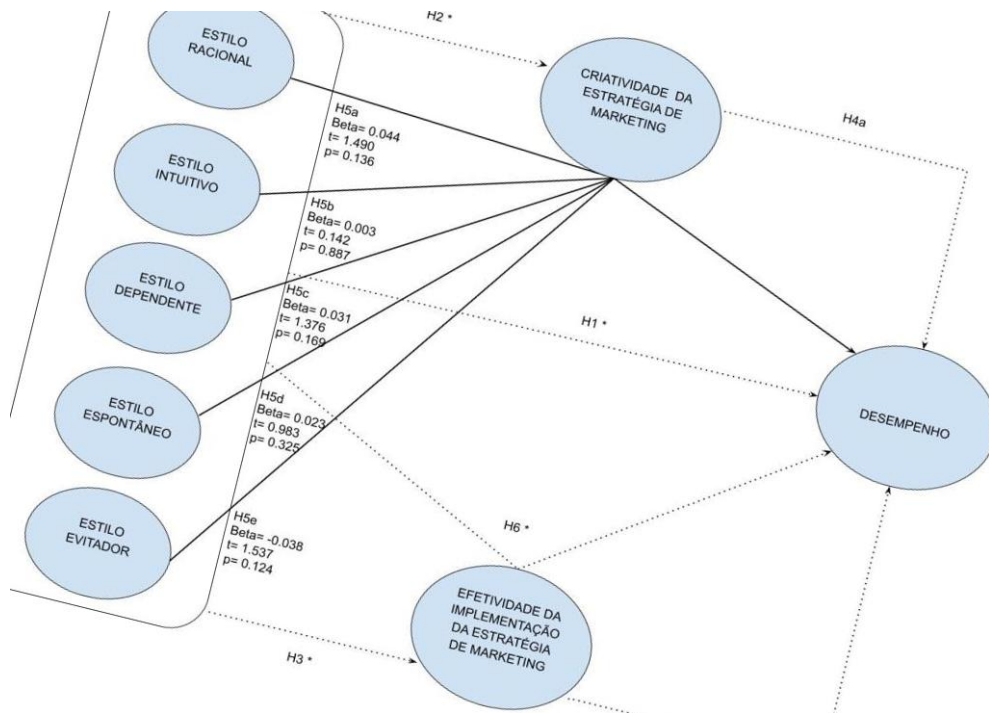 ESTILO
RACIONAL
H2 *
CRIATIVIDADE DA
ESTRATÉGIA DE
MARKETING
H4a
H5a
Beta= 0.044
t= 1.490
p= 0.136
ESTILO
INTUITIVO
H5b
Beta= 0.003
t= 0.142
p= 0.887
ESTILO
DEPENDENTE
H5c
Beta= 0.031
t= 1.376
p= 0.169
H1 *
DESEMPENHO
ESTILO
ESPONTÂNEO
H5d
Beta= 0.023
t= 0.983
p= 0.325
ESTILO
EVITADOR
H5e
Beta= -0.038
t= 1.537
p= 0.124
H6 *
EFETIVIDADE DA
IMPLEMENTAÇÃO
DA ESTRATÉGIA
DE MARKETING
H3 *